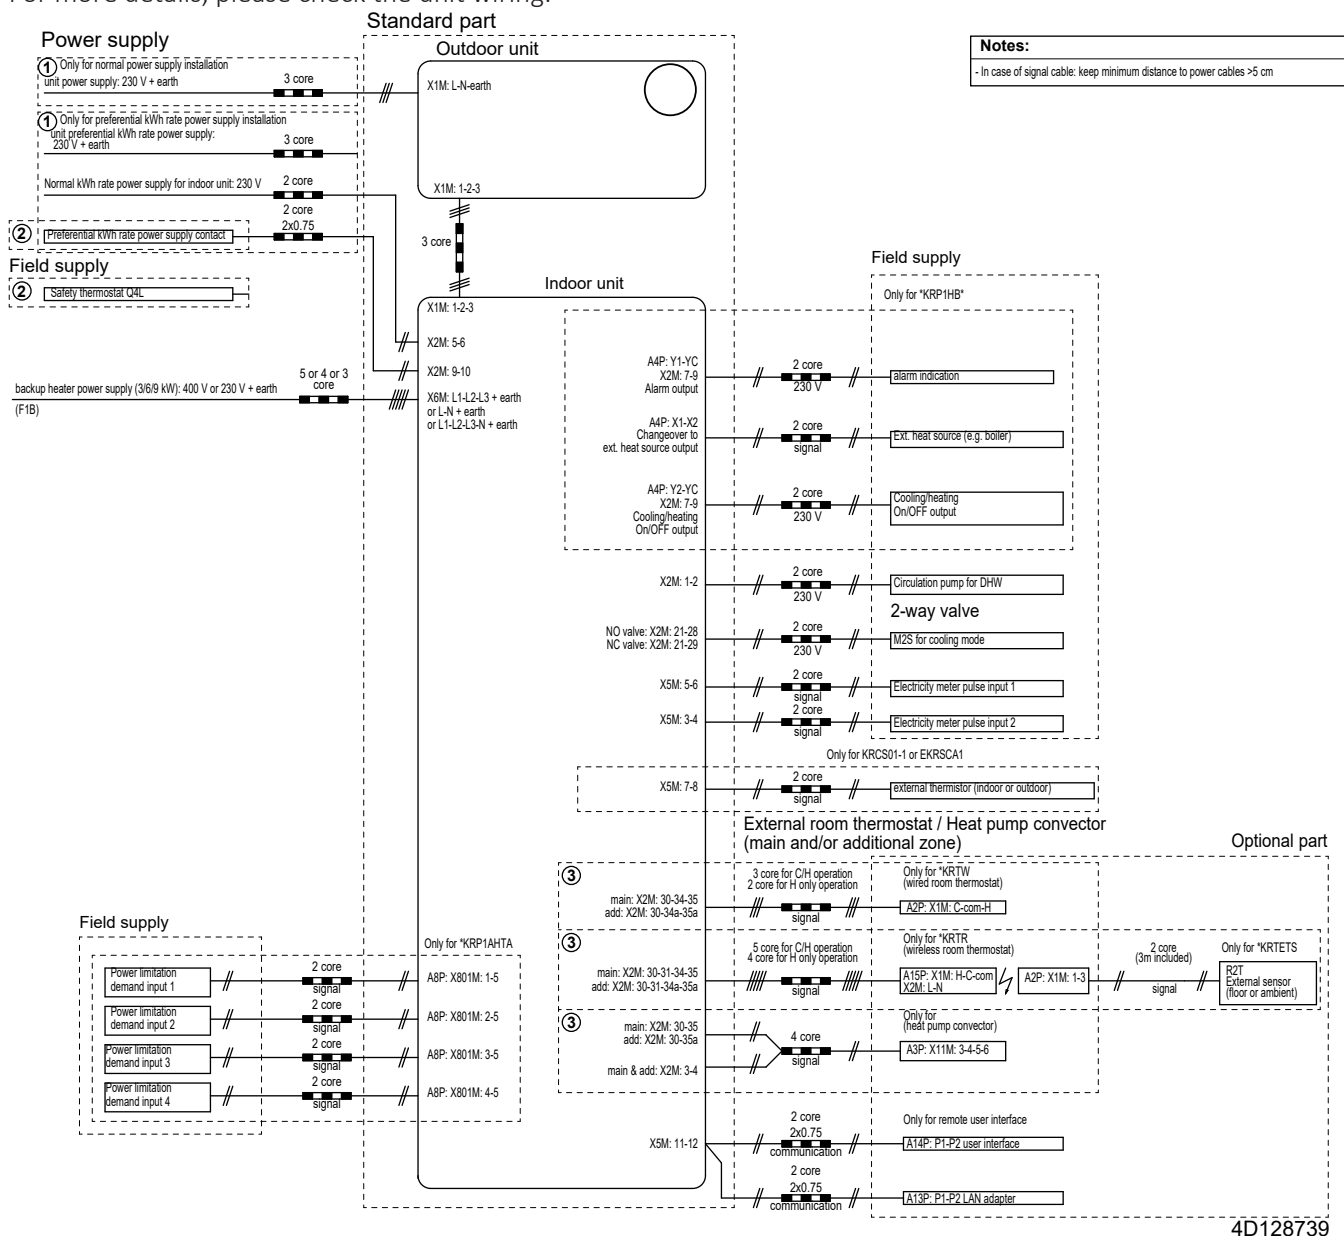 For more details, please check the unit wiring.
Standard part
Power supply
Outdoor unit
Notes:
- In case of signal cable: keep minimum distance to power cables >5 cm
1 Only for normal power supply installation
unit power supply: 230 V + earth
3 core
X1M: L-N-earth
1 Only for preferential kWh rate power supply installation
unit preferential kWh rate power supply:
230 V + earth
3 core
Normal kWh rate power supply for indoor unit: 230 V
2 core
X1M: 1-2-3
2 core
2x0.75
2 Preferential kWh rate power supply contact
3 core
Field supply
2 Safety thermostat Q4L
Indoor unit
X1M: 1-2-3
X2M: 5-6
X2M: 9-10
5 or 4 or 3
core
backup heater power supply (3/6/9 kW): 400 V or 230 V + earth
(F1B)
X6M: L1-L2-L3 + earth
or L-N + earth
or L1-L2-L3-N + earth
Field supply
Only for *KRP1HB*
A4P: Y1-YC
X2M: 7-9
Alarm output
2 core
230 V
alarm indication
A4P: X1-X2
Changeover to
ext. heat source output
2 core
signal
Ext. heat source (e.g. boiler)
A4P: Y2-YC
X2M: 7-9
Cooling/heating
On/OFF output
2 core
230 V
Cooling/heating
On/OFF output
X2M: 1-2
2 core
230 V
Circulation pump for DHW
2-way valve
NO valve: X2M: 21-28
NC valve: X2M: 21-29
2 core
230 V
M2S for cooling mode
X5M: 5-6
2 core
signal
Electricity meter pulse input 1
X5M: 3-4
2 core
signal
Electricity meter pulse input 2
Only for KRCS01-1 or EKRSCA1
X5M: 7-8
2 core
signal
external thermistor (indoor or outdoor)
External room thermostat / Heat pump convector
(main and/or additional zone)
Optional part
3
main: X2M: 30-34-35
add: X2M: 30-34a-35a
3 core for C/H operation
2 core for H only operation
signal
Only for *KRTW
(wired room thermostat)
A2P: X1M: C-com-H
3
main: X2M: 30-31-34-35
add: X2M: 30-31-34a-35a
5 core for C/H operation
4 core for H only operation
signal
Only for *KRTR
(wireless room thermostat)
A15P: X1M: H-C-com
X2M: L-N
A2P: X1M: 1-3
2 core
(3m included)
signal
Only for *KRTETS
R2T
External sensor
(floor or ambient)
3
main: X2M: 30-35
add: X2M: 30-35a
main & add: X2M: 3-4
4 core
signal
Only for
(heat pump convector)
A3P: X11M: 3-4-5-6
Field supply
Only for *KRP1AHTA
Power limitation
demand input 1
2 core
signal
A8P: X801M: 1-5
Power limitation
demand input 2
2 core
signal
A8P: X801M: 2-5
Power limitation
demand input 3
2 core
signal
A8P: X801M: 3-5
Power limitation
demand input 4
2 core
signal
A8P: X801M: 4-5
X5M: 11-12
2 core
2x0.75
communication
Only for remote user interface
A14P: P1-P2 user interface
2 core
2x0.75
communication
A13P: P1-P2 LAN adapter
4D128739